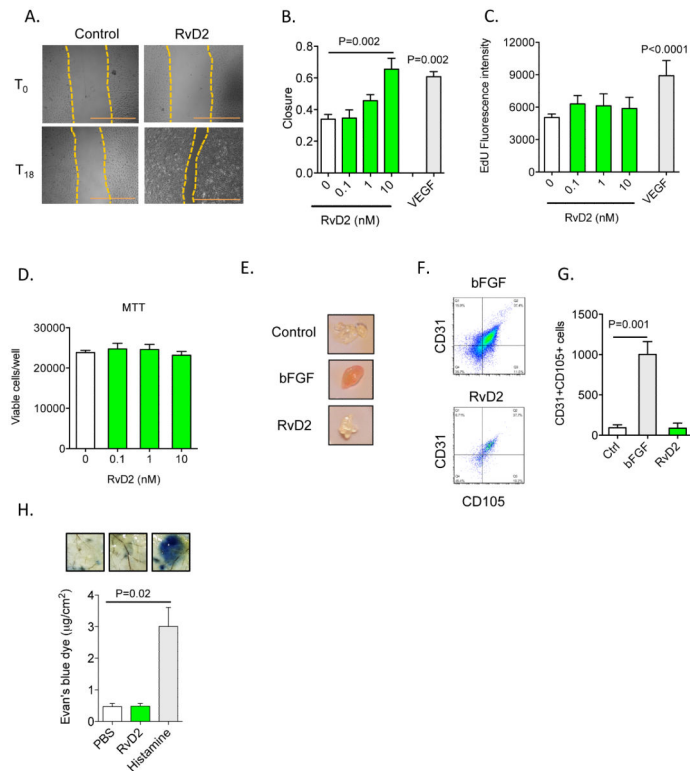 A.
Control RvD2
T0
T18
B.
P=0.002
P=0.002
Closure
0.8
0.6
0.4
0.2
0.0
0 0.1 1 10 VEGF
RvD2 (nM)
C.
P<0.0001
EdU Fluorescence intensity
12000
9000
6000
3000
0
0 0.1 1 10 VEGF
RvD2 (nM)
D.
MTT
Viable cells/well
30000
20000
10000
0
0 0.1 1 10
RvD2 (nM)
E.
Control
bFGF
RvD2
F.
bFGF
CD31
RvD2
CD31
CD105
G.
P=0.001
CD31+CD105+ cells
1500
1000
500
0
Ctrl bFGF RvD2
H.
P=0.02
Evan's blue dye (μg/cm2)
4
3
2
1
0
PBS RvD2 Histamine